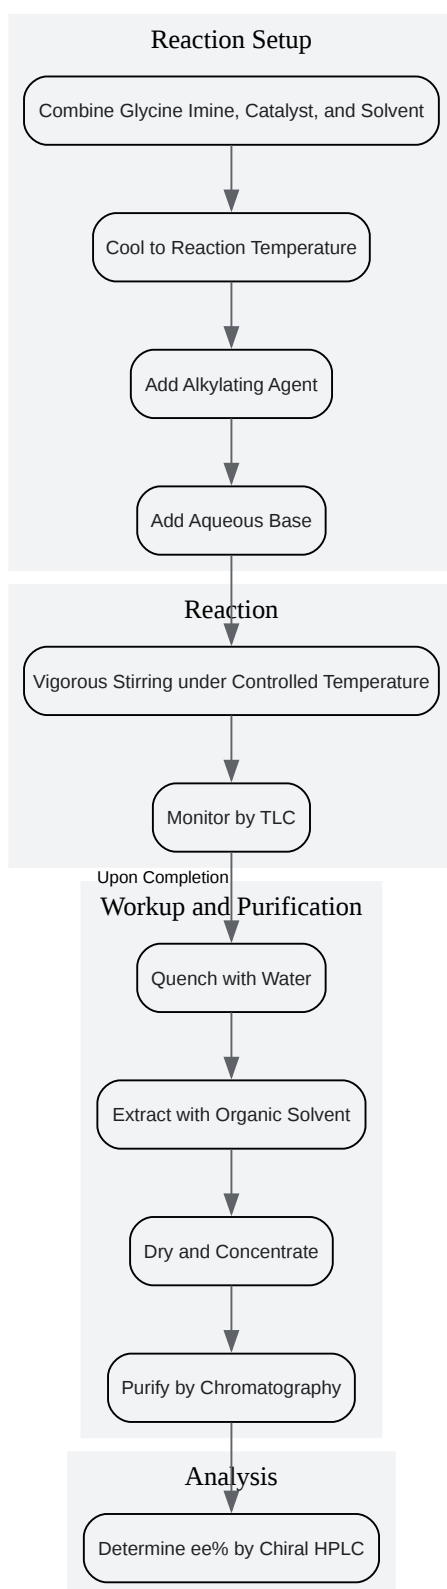 Reaction Setup
Combine Glycine Imine, Catalyst, and Solvent
Cool to Reaction Temperature
Add Alkylating Agent
Add Aqueous Base
Reaction
Vigorous Stirring under Controlled Temperature
Monitor by TLC
Upon Completion
Workup and Purification
Quench with Water
Extract with Organic Solvent
Dry and Concentrate
Purify by Chromatography
Analysis
Determine ee% by Chiral HPLC